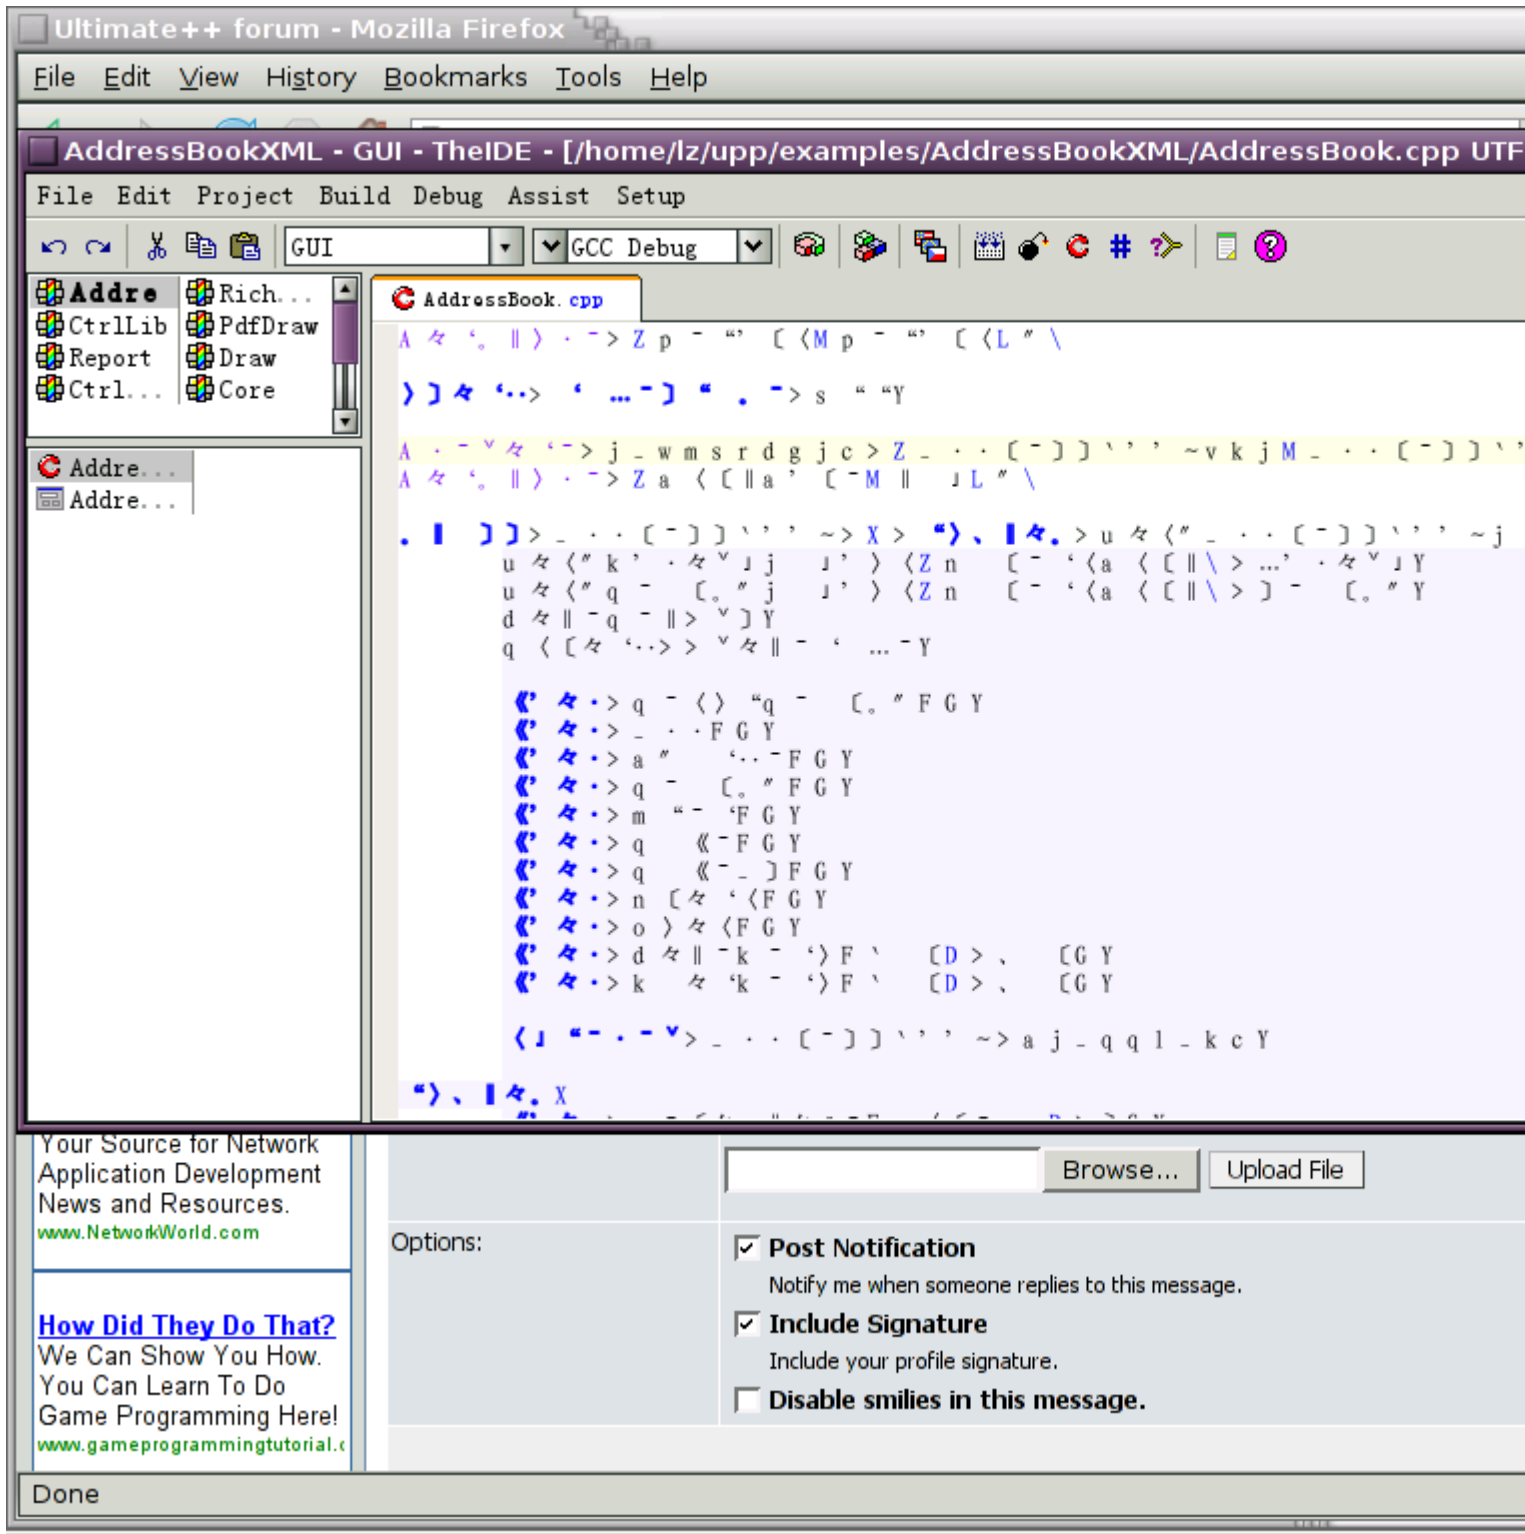 Ultimate++ forum - Mozilla Firefox
File Edit View History Bookmarks Tools Help
AddressBookXML - GUI - TheIDE - [/home/lz/upp/examples/AddressBookXML/AddressBook.cpp UTF
File Edit Project Build Debug Assist Setup
GUI GCC Debug
Addre Rich...
CtrlLib PdfDraw
Report Draw
Ctrl... Core
Addre...
Addre...
AddressBook.cpp
A 々 ‘。 ‖ 〉 · ˉ > Z p ˉ “’ 〔 〈 M p ˉ “’ 〔 〈 L 〃 \
〉 〕 々 ‘ · · > ‘ … ˉ 〕 “ . ˉ > s “ “ Y
A · ˉ ˇ 々 ‘ ˉ > j _ w m s r d g j c > Z _ · · 〔 ˉ 〕 〕 ‵ ’ ’ ~ v k j M _ · · 〔 ˉ 〕 〕 ‵ ’
A 々 ‘。 ‖ 〉 · ˉ > Z a 〈 〔 ‖ a ’ 〔 ˉ M ‖ 」 L 〃 \
. ‖ 〕 〕 > _ · · 〔 ˉ 〕 〕 ‵ ’ ’ ~ > X > “ 〉 、 ‖ 々 . > u 々 〈 〃 _ · · 〔 ˉ 〕 〕 ‵ ’ ’ ~ j
u 々 〈 〃 k ’ · 々 ˇ 」 j 」 ’ 〉 〈 Z n 〔 ˉ ‘ 〈 a 〈 〔 ‖ \ > … ’ · 々 ˇ 」 Y
u 々 〈 〃 q ˉ 〔 。 〃 j 」 ’ 〉 〈 Z n 〔 ˉ ‘ 〈 a 〈 〔 ‖ \ > 〕 ˉ 〔 。 〃 Y
d 々 ‖ ˉ q ˉ ‖ > ˇ 〕 Y
q 〈 〔 々 ‘ · · > > ˇ 々 ‖ ˉ ‘ … ˉ Y
《 ’ 々 · > q ˉ 〈 〉 “ q ˉ 〔 。 〃 F G Y
《 ’ 々 · > _ · · F G Y
《 ’ 々 · > a 〃 ‘ · · ˉ F G Y
《 ’ 々 · > q ˉ 〔 。 〃 F G Y
《 ’ 々 · > m “ ˉ ‘ F G Y
《 ’ 々 · > q 《 ˉ F G Y
《 ’ 々 · > q 《 ˉ _ 〕 F G Y
《 ’ 々 · > n 〔 々 ‘ 〈 F G Y
《 ’ 々 · > o 〉 々 〈 F G Y
《 ’ 々 · > d 々 ‖ ˉ k ˉ ‘ 〉 F ‵ 〔 D > 、 〔 G Y
《 ’ 々 · > k 々 ‘ k ˉ ‘ 〉 F ‵ 〔 D > 、 〔 G Y
〈 」 “ ˉ · ˉ ˇ > _ · · 〔 ˉ 〕 〕 ‵ ’ ’ ~ > a j _ q q l _ k c Y
“ 〉 、 ‖ 々 . X
Your Source for Network
Application Development
News and Resources.
www.NetworkWorld.com
Browse... Upload File
Options:
Post Notification
Notify me when someone replies to this message.
Include Signature
Include your profile signature.
Disable smilies in this message.
How Did They Do That?
We Can Show You How.
You Can Learn To Do
Game Programming Here!
www.gameprogrammingtutorial.c
Done